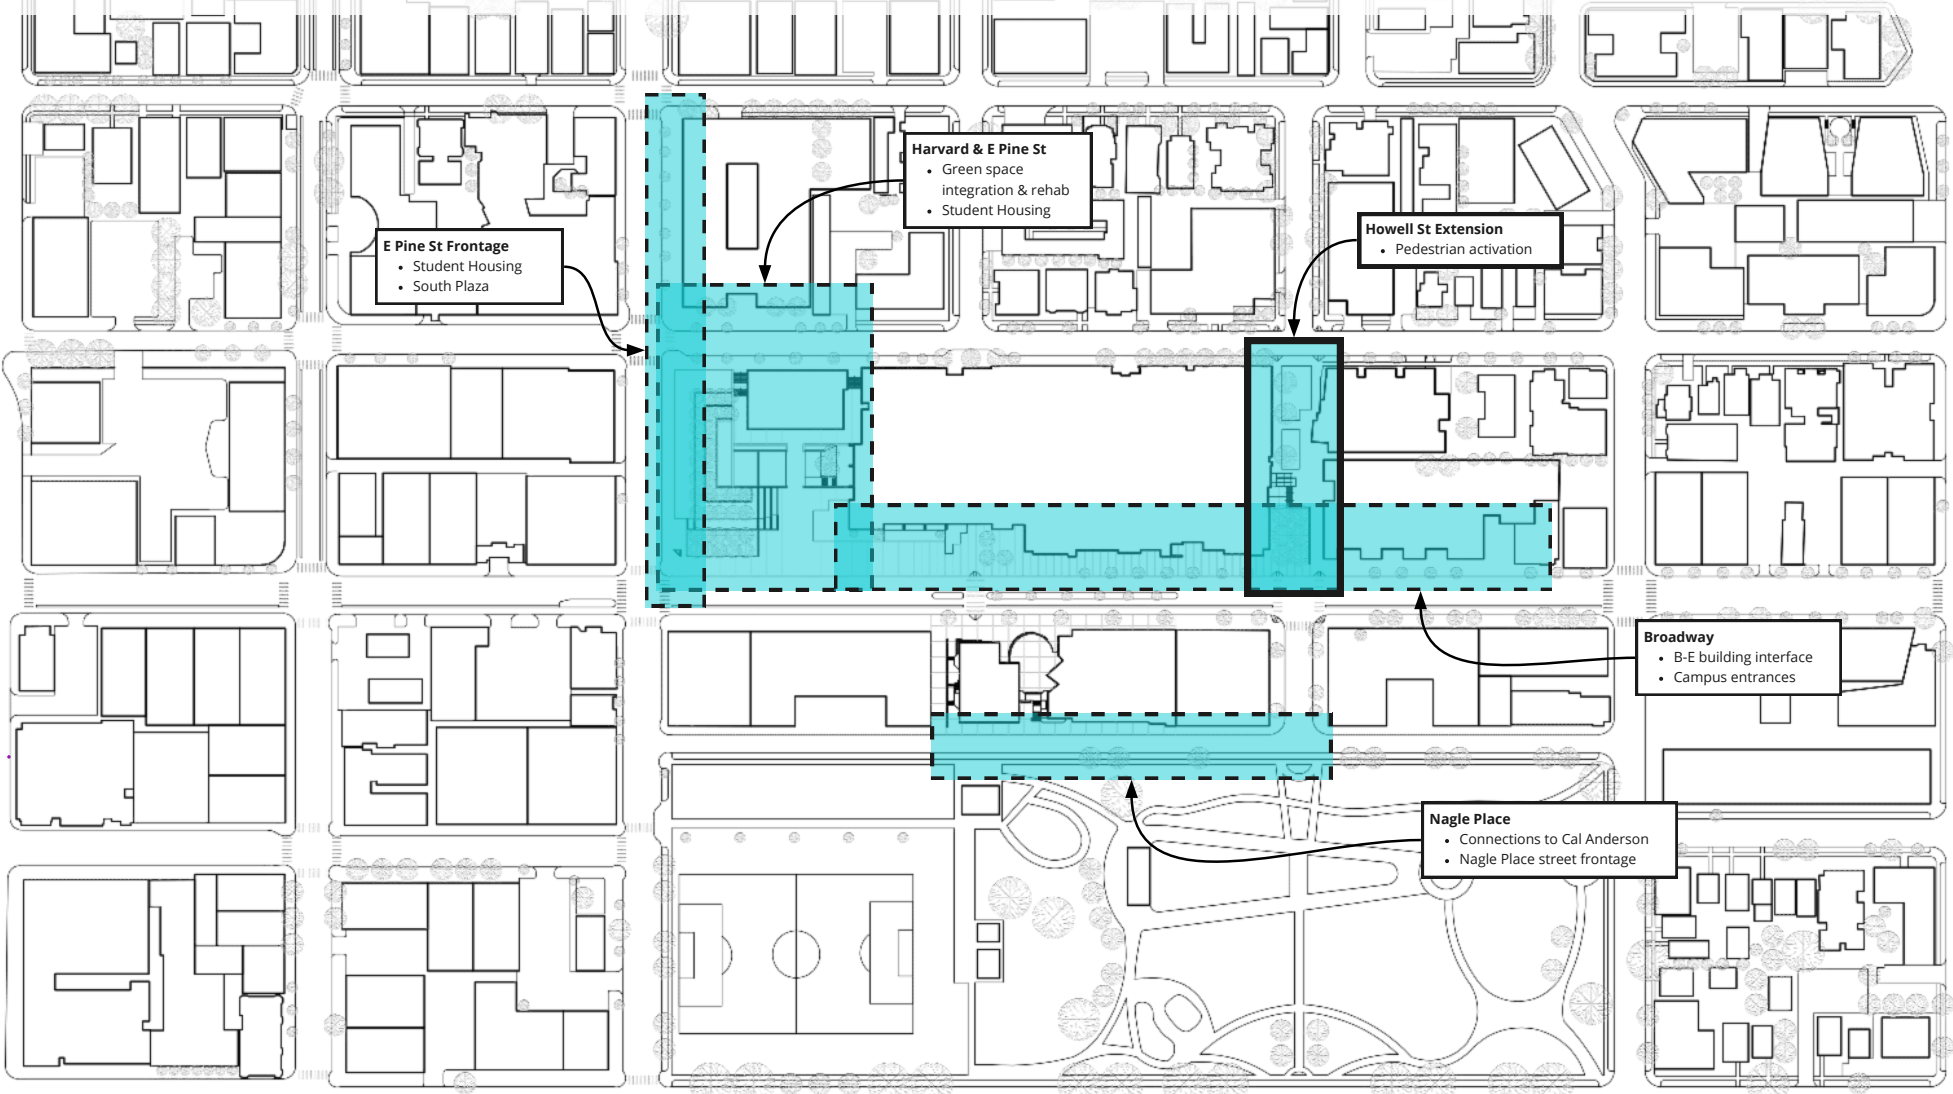 Harvard & E Pine St
• Green space
integration & rehab
• Student Housing
Howell St Extension
• Pedestrian activation
E Pine St Frontage
• Student Housing
• South Plaza
Broadway
• B-E building interface
• Campus entrances
Nagle Place
• Connections to Cal Anderson
• Nagle Place street frontage